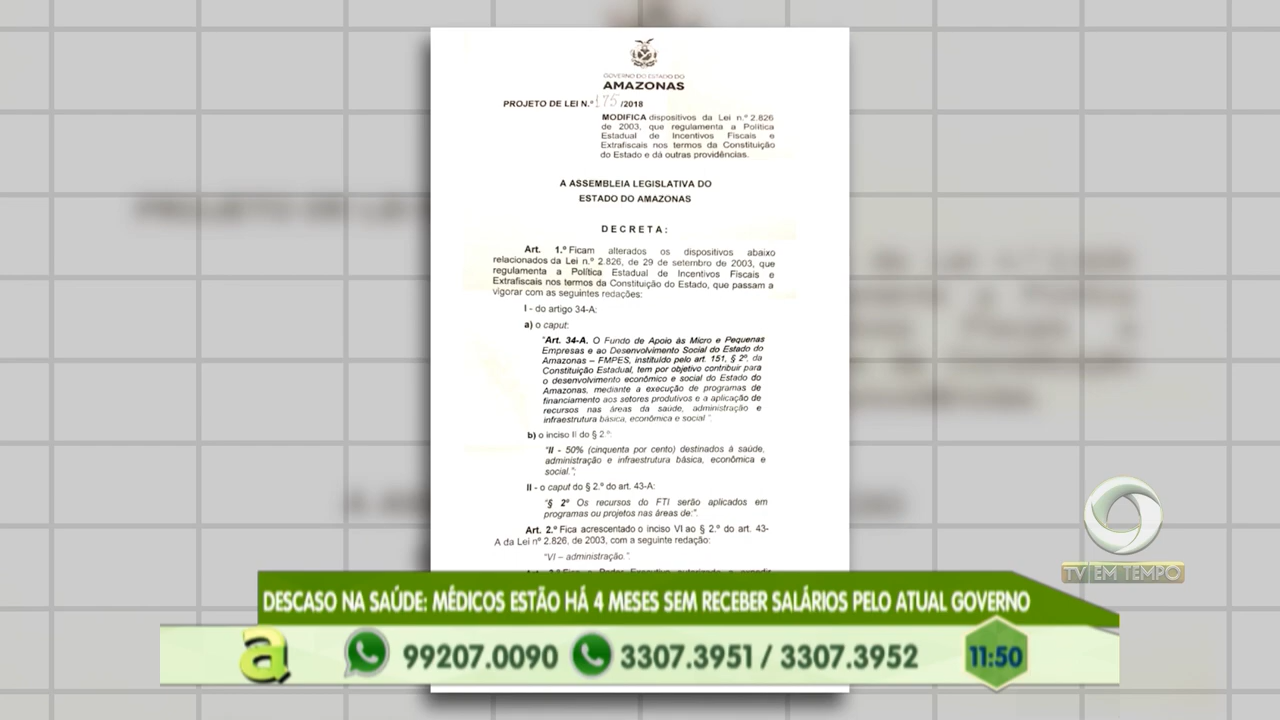 GOVERNO DO ESTADO DO
AMAZONAS
PROJETO DE LEI N.º 175 /2018
MODIFICA dispositivos da Lei n.º 2.826
de 2003, que regulamenta a Política
Estadual de Incentivos Fiscais e
Extrafiscais nos termos da Constituição
do Estado e dá outras providências.
A ASSEMBLEIA LEGISLATIVA DO
ESTADO DO AMAZONAS
D E C R E T A :
Art. 1.º Ficam alterados os dispositivos abaixo
relacionados da Lei n.º 2.826, de 29 de setembro de 2003, que
regulamenta a Política Estadual de Incentivos Fiscais e
Extrafiscais nos termos da Constituição do Estado, que passam a
vigorar com as seguintes redações:
I - do artigo 34-A:
a) o caput:
"Art. 34-A. O Fundo de Apoio às Micro e Pequenas
Empresas e ao Desenvolvimento Social do Estado do
Amazonas – FMPES, instituído pelo art. 151, § 2º, da
Constituição Estadual, tem por objetivo contribuir para
o desenvolvimento econômico e social do Estado do
Amazonas, mediante a execução de programas de
financiamento aos setores produtivos e a aplicação de
recursos nas áreas da saúde, administração e
infraestrutura básica, econômica e social ".
b) o inciso II do § 2.º:
"II - 50% (cinquenta por cento) destinados à saúde,
administração e infraestrutura básica, econômica e
social.";
II - o caput do § 2.º do art. 43-A:
"§ 2º Os recursos do FTI serão aplicados em
programas ou projetos nas áreas de:".
Art. 2.º Fica acrescentado o inciso VI ao § 2.º do art. 43-
A da Lei nº 2.826, de 2003, com a seguinte redação:
"VI – administração.".
TV EM TEMPO
DESCASO NA SAÚDE: MÉDICOS ESTÃO HÁ 4 MESES SEM RECEBER SALÁRIOS PELO ATUAL GOVERNO
a 99207.0090 3307.3951 / 3307.3952 11:50